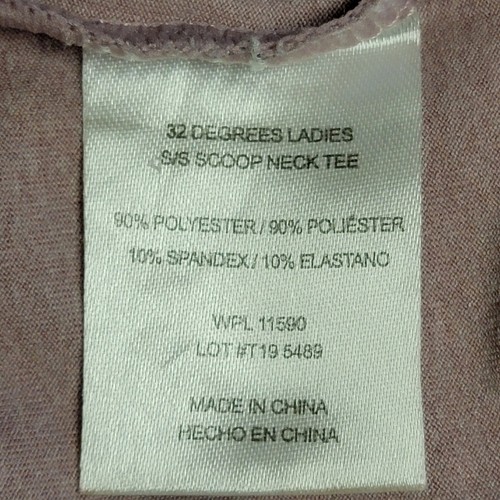 32 DEGREES LADIES
S/S SCOOP NECK TEE
90% POLYESTER / 90% POLIÉSTER
10% SPANDEX / 10% ELASTANO
WPL 11590
LOT #T19 5489
MADE IN CHINA
HECHO EN CHINA